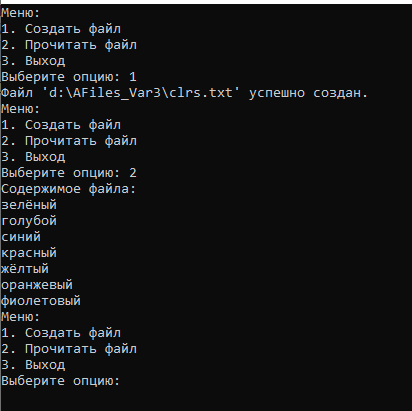 Меню:
1. Создать файл
2. Прочитать файл
3. Выход
Выберите опцию: 1
Файл 'd:\AFiles_Var3\clrs.txt' успешно создан.
Меню:
1. Создать файл
2. Прочитать файл
3. Выход
Выберите опцию: 2
Содержимое файла:
зелёный
голубой
синий
красный
жёлтый
оранжевый
фиолетовый
Меню:
1. Создать файл
2. Прочитать файл
3. Выход
Выберите опцию: